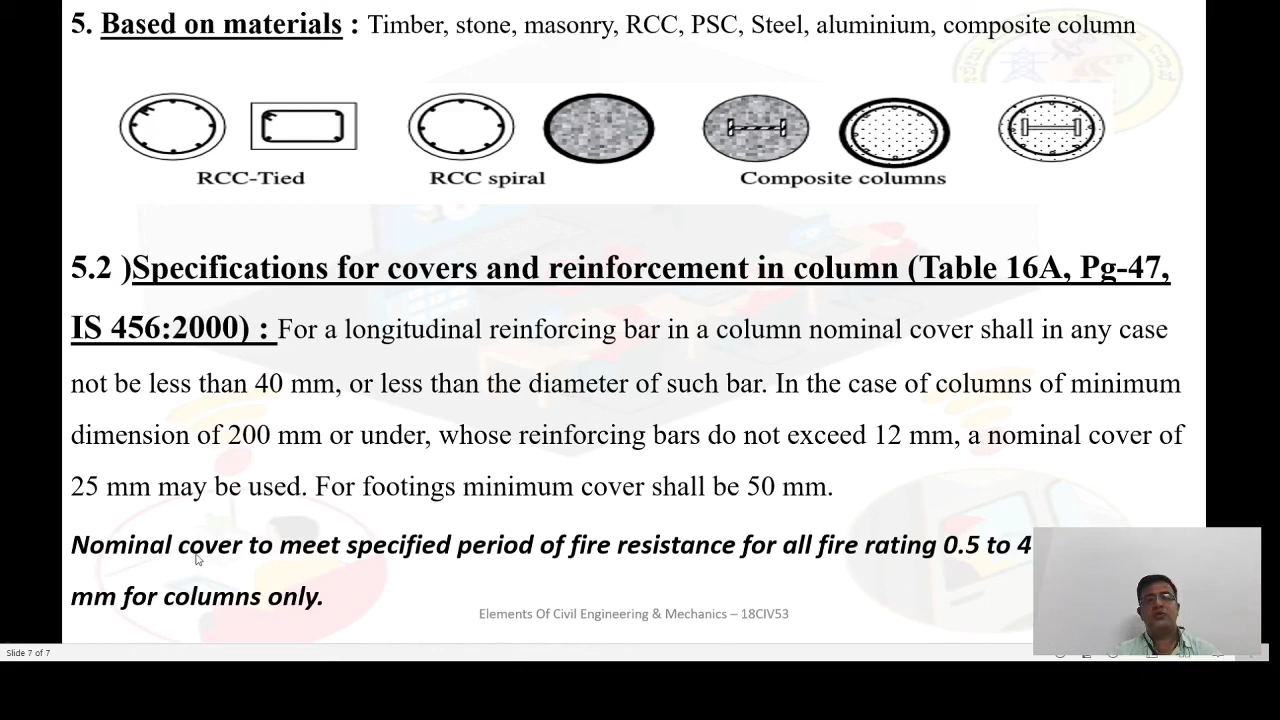 5. Based on materials : Timber, stone, masonry, RCC, PSC, Steel, aluminium, composite column
RCC-Tied RCC spiral Composite columns
5.2 )Specifications for covers and reinforcement in column (Table 16A, Pg-47,
IS 456:2000) : For a longitudinal reinforcing bar in a column nominal cover shall in any case
not be less than 40 mm, or less than the diameter of such bar. In the case of columns of minimum
dimension of 200 mm or under, whose reinforcing bars do not exceed 12 mm, a nominal cover of
25 mm may be used. For footings minimum cover shall be 50 mm.
Nominal cover to meet specified period of fire resistance for all fire rating 0.5 to 4
mm for columns only.
Elements Of Civil Engineering & Mechanics – 18CIV53
Slide 7 of 7